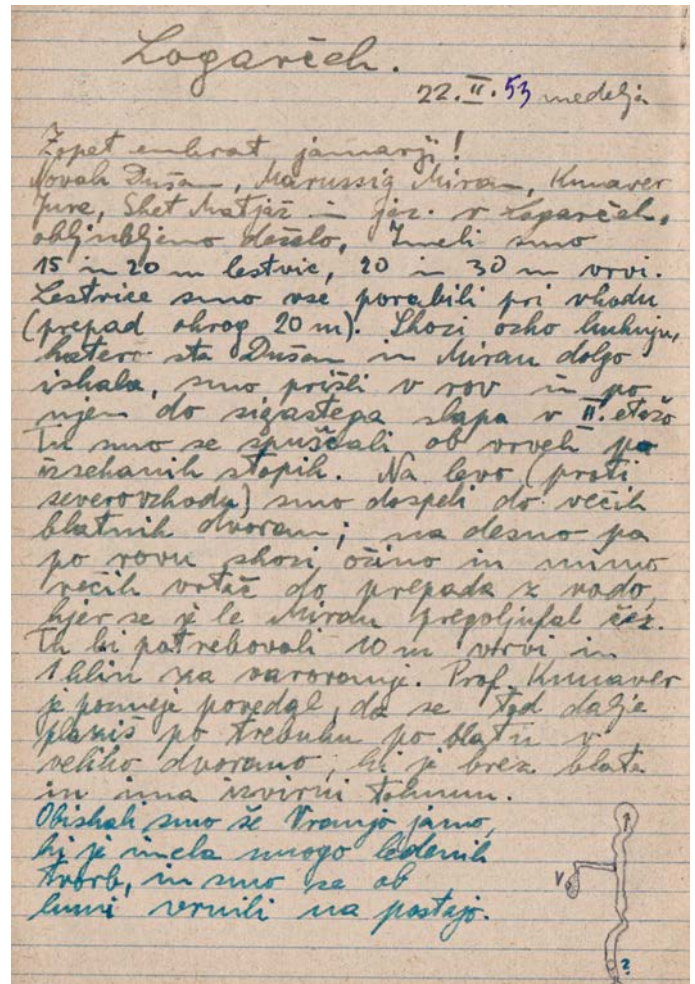 Logarček.
22.II.53 nedelja
Zopet enkrat jamarji!
Novak Dušan, Marussig Miran, Kunaver
Jure, Shet Matjaž in jaz. v Logarček,
obljubljeno deželo. Imeli smo
15 in 20 m lestvic, 20 in 30 m vrvi.
Lestvice smo vse porabili pri vhodu
(prepad okrog 20 m). Skozi ozko luknjo,
katero sta Dušan in Miran dolgo
iskala, smo prišli v rov in po
njem do sigastega slapa v II. etažo
Tu smo se spuščali ob vrveh po
izsekanih stopih. Na levo (proti
severovzhodu) smo dospeli do večih
blatnih dvoran; na desno pa
po rovu skozi ožino in mimo
večih vrtač do prepada z vodo,
kjer se je le Miran pregoljufal čez.
Tu bi potrebovali 10 m vrvi in
1 klin za varovanje. Prof. Kunaver
je pozneje povedal, da se tod dalje
plaziš po trebuhu po blatu v
veliko dvorano, ki je brez blata
in ima izvirni tolmun.
Obiskali smo še Vranjo jamo,
ki je imela mnogo ledenih
tvorb, in smo se ob
luni vrnili na postajo.
V
?